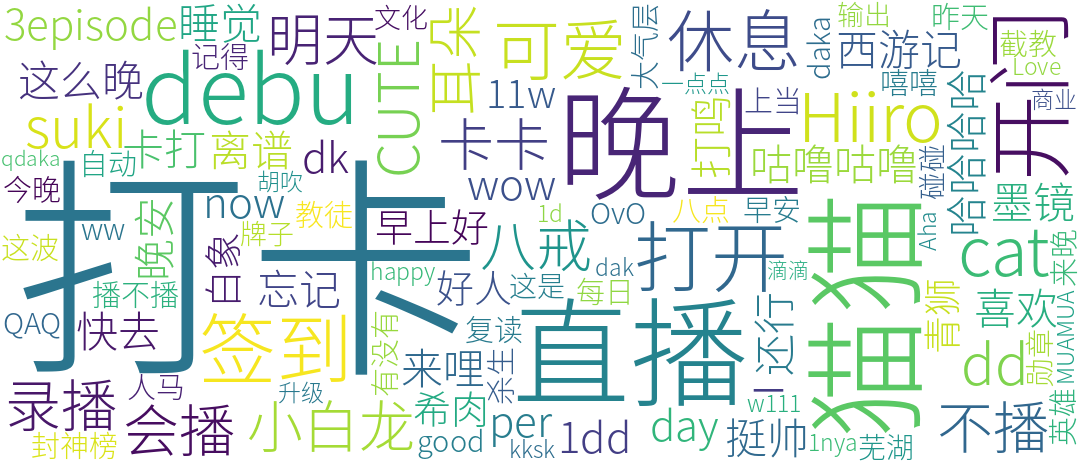 3episode
睡觉
明天
文化
CUTE
耳朵
可爱
休息
大气层
daka
输出
昨天
截教
开门
记得
这么晚
debu
11w
一点点
西游记
嘻嘻
Love
商业
suki
卡打
离谱
dk
卡卡
晚上
打鸣
上当
Hiiro
哈哈哈哈
qdaka
自动
胡吹
wow
咕噜咕噜
碰碰
今晚
打卡
now
教徒
早上好
OvO
八点
早安
猫猫
墨镜
ww
晚安
牌子
1d
八戒
打开
Aha
cat
来晚
这波
白象
忘记
happy
好人
这是
dak
每日
滴滴
播不播
QAQ
快去
签到
有没有
复读
直播
还行
青狮
喜欢
MUAMUA
录播
人马
升级
来哩
杀生
dd
勋章
会播
小白龙
希肉
per
w111
不播
英雄
封神榜
good
kksk
1dd
day
挺帅
1nya
芜湖